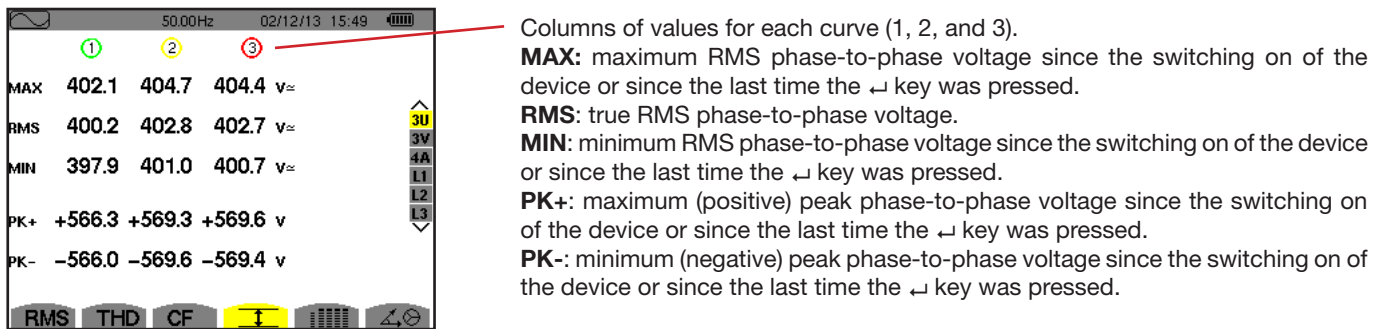 50.00Hz 02/12/13 15:49
1 2 3
MAX 402.1 404.7 404.4 V≃
RMS 400.2 402.8 402.7 V≃
MIN 397.9 401.0 400.7 V≃
PK+ +566.3 +569.3 +569.6 V
PK- -566.0 -569.6 -569.4 V
3U
3V
4A
L1
L2
L3
RMS THD CF
Columns of values for each curve (1, 2, and 3).
MAX: maximum RMS phase-to-phase voltage since the switching on of the
device or since the last time the ↵ key was pressed.
RMS: true RMS phase-to-phase voltage.
MIN: minimum RMS phase-to-phase voltage since the switching on of the device
or since the last time the ↵ key was pressed.
PK+: maximum (positive) peak phase-to-phase voltage since the switching on
of the device or since the last time the ↵ key was pressed.
PK-: minimum (negative) peak phase-to-phase voltage since the switching on of
the device or since the last time the ↵ key was pressed.